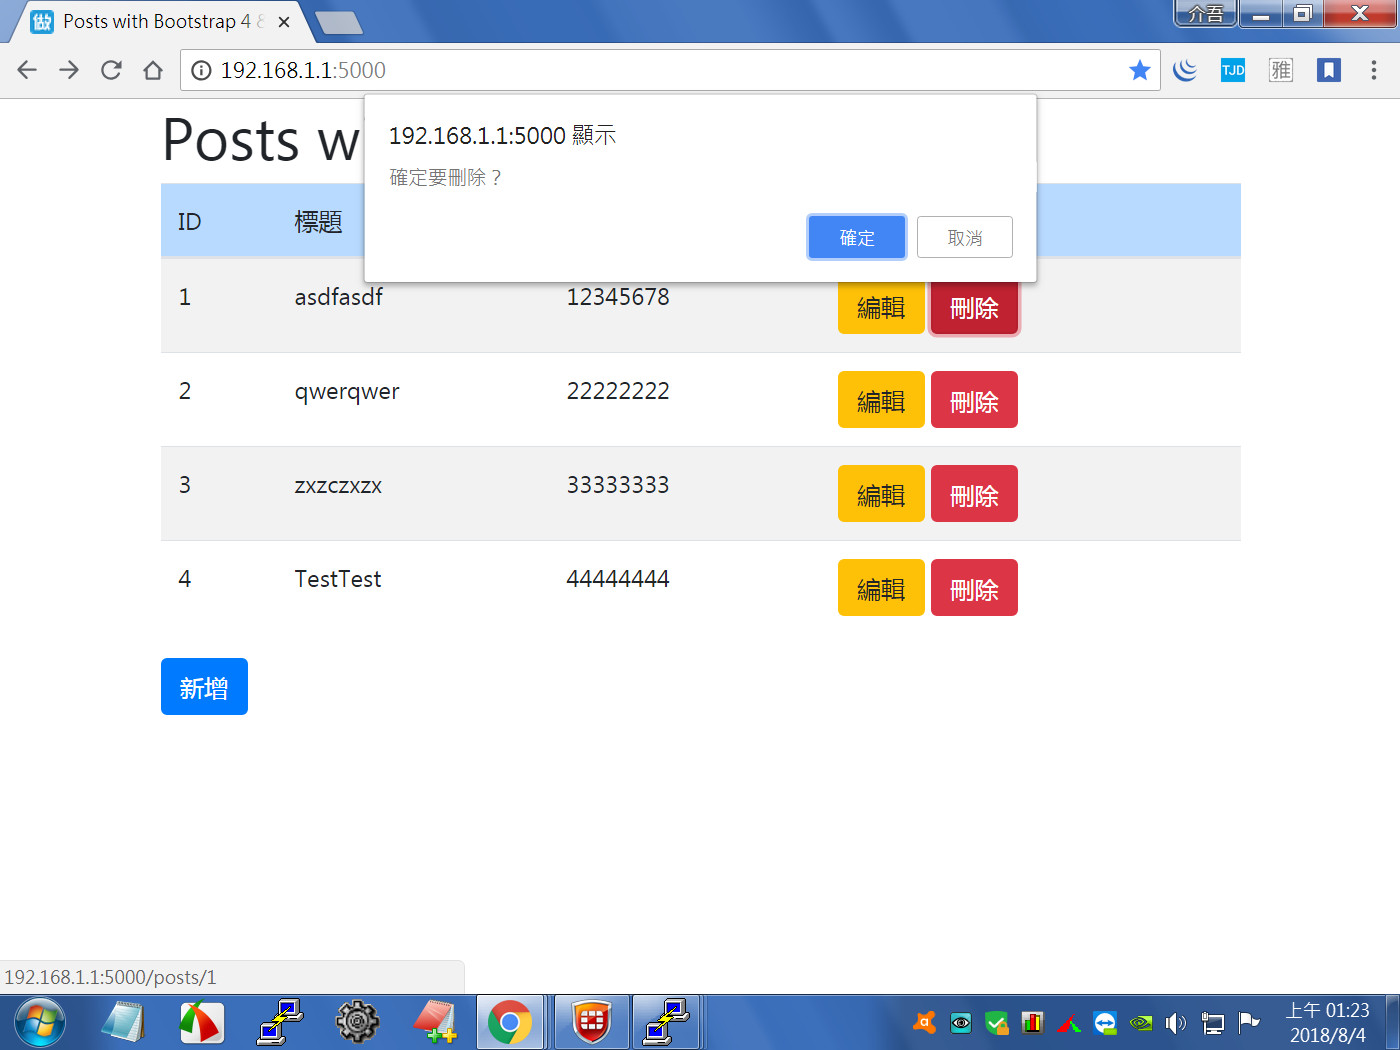 做 Posts with Bootstrap 4 &
介吾
192.168.1.1:5000
TJD
雅
Posts w
192.168.1.1:5000 顯示
確定要刪除？
確定 取消
ID 標題
1 asdfasdf 12345678 編輯 刪除
2 qwerqwer 22222222 編輯 刪除
3 zxzczxzx 33333333 編輯 刪除
4 TestTest 44444444 編輯 刪除
新增
192.168.1.1:5000/posts/1
上午 01:23
2018/8/4